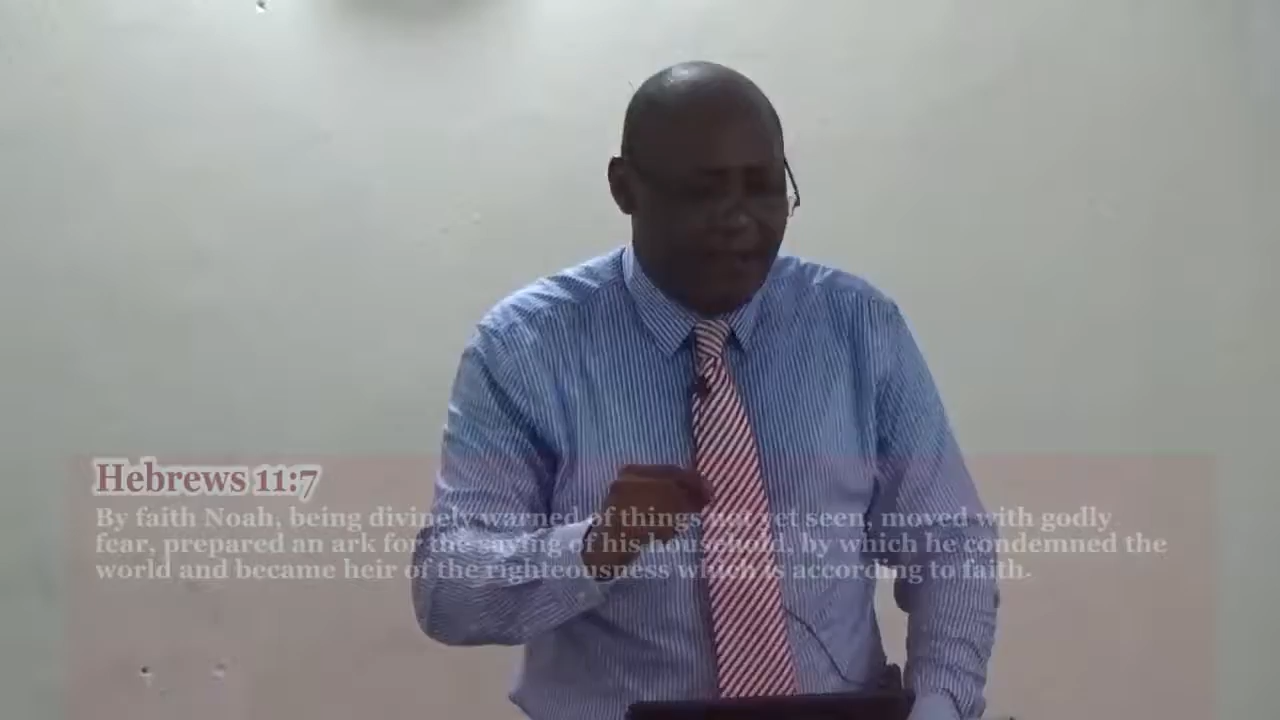 Hebrews 11:7
By faith Noah, being divinely warned of things not yet seen, moved with godly
fear, prepared an ark for the saving of his household, by which he condemned the
world and became heir of the righteousness which is according to faith.